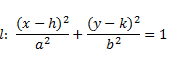 l: (x − h)²/a² + (y − k)²/b² = 1